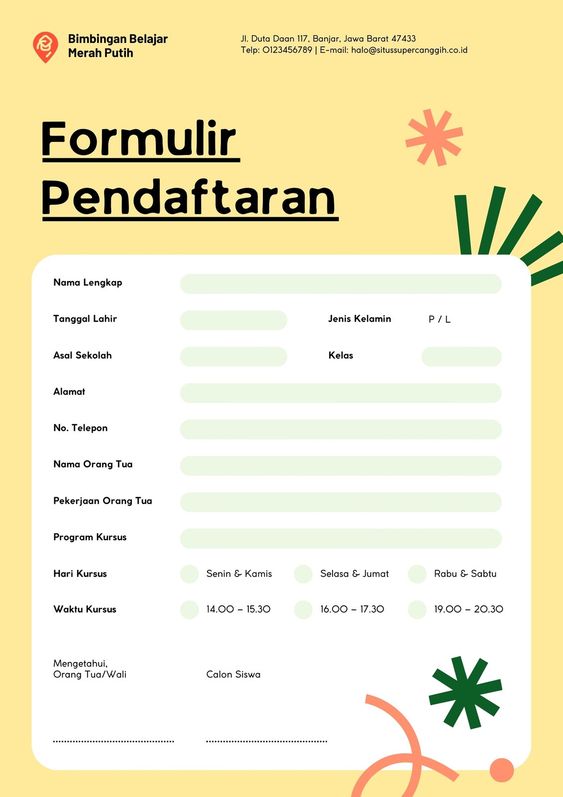 Bimbingan Belajar
Merah Putih
Jl. Duta Daan 117, Banjar, Jawa Barat 47433
Telp: 0123456789 | E-mail: halo@situssupercanggih.co.id
Formulir
Pendaftaran
Nama Lengkap
Tanggal Lahir
Jenis Kelamin P / L
Asal Sekolah
Kelas
Alamat
No. Telepon
Nama Orang Tua
Pekerjaan Orang Tua
Program Kursus
Hari Kursus Senin & Kamis Selasa & Jumat Rabu & Sabtu
Waktu Kursus 14.00 - 15.30 16.00 - 17.30 19.00 - 20.30
Mengetahui,
Orang Tua/Wali Calon Siswa